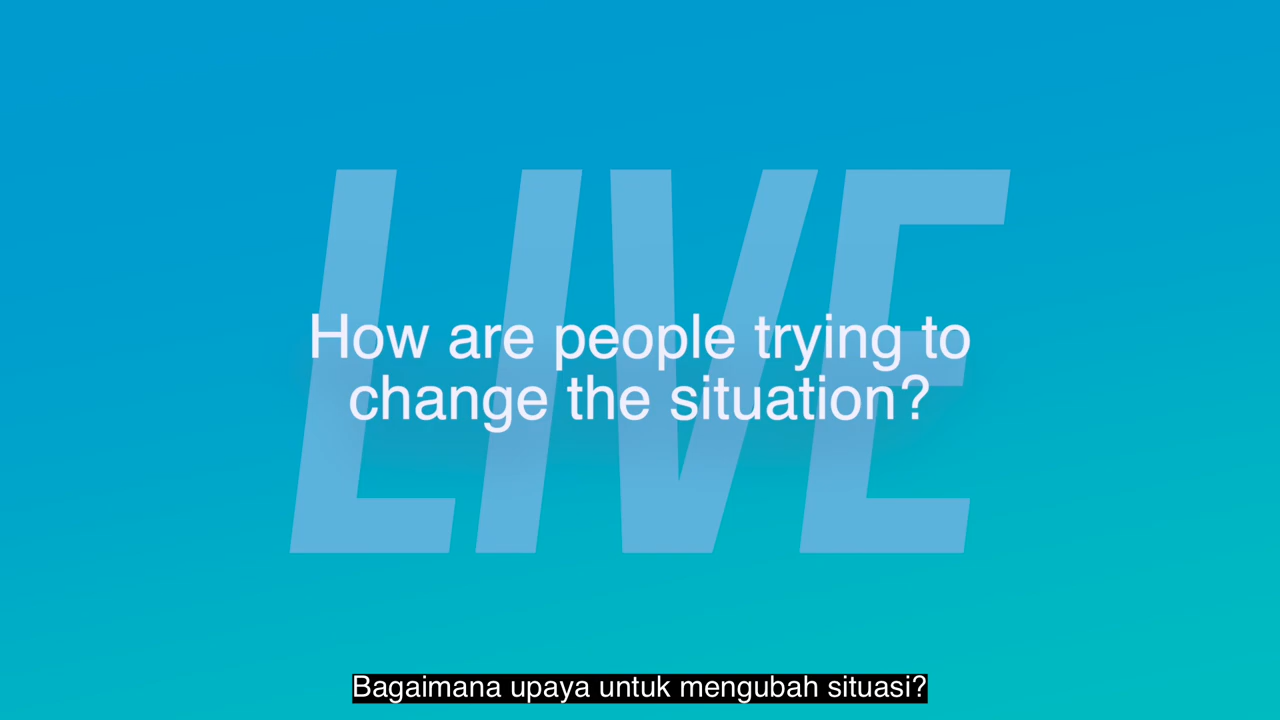 LIVE
How are people trying to
change the situation?
Bagaimana upaya untuk mengubah situasi?